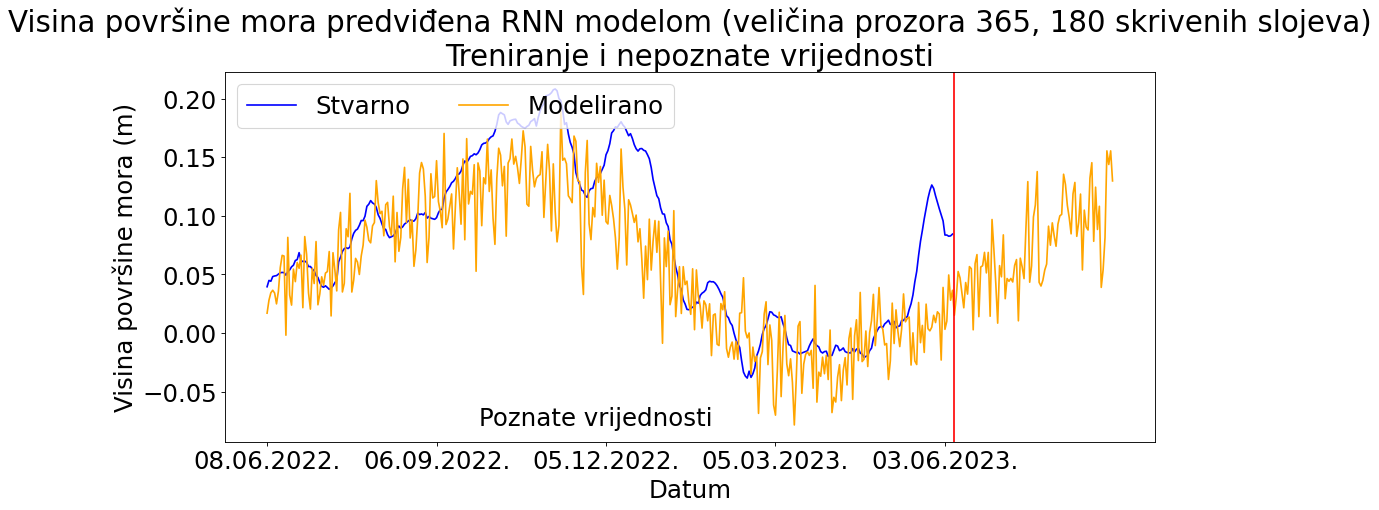 Visina površine mora predviđena RNN modelom (veličina prozora 365, 180 skrivenih slojeva)
Treniranje i nepoznate vrijednosti
Stvarno Modelirano
Visina površine mora (m)
0.20
0.15
0.10
0.05
0.00
−0.05
Poznate vrijednosti
08.06.2022. 06.09.2022. 05.12.2022. 05.03.2023. 03.06.2023.
Datum